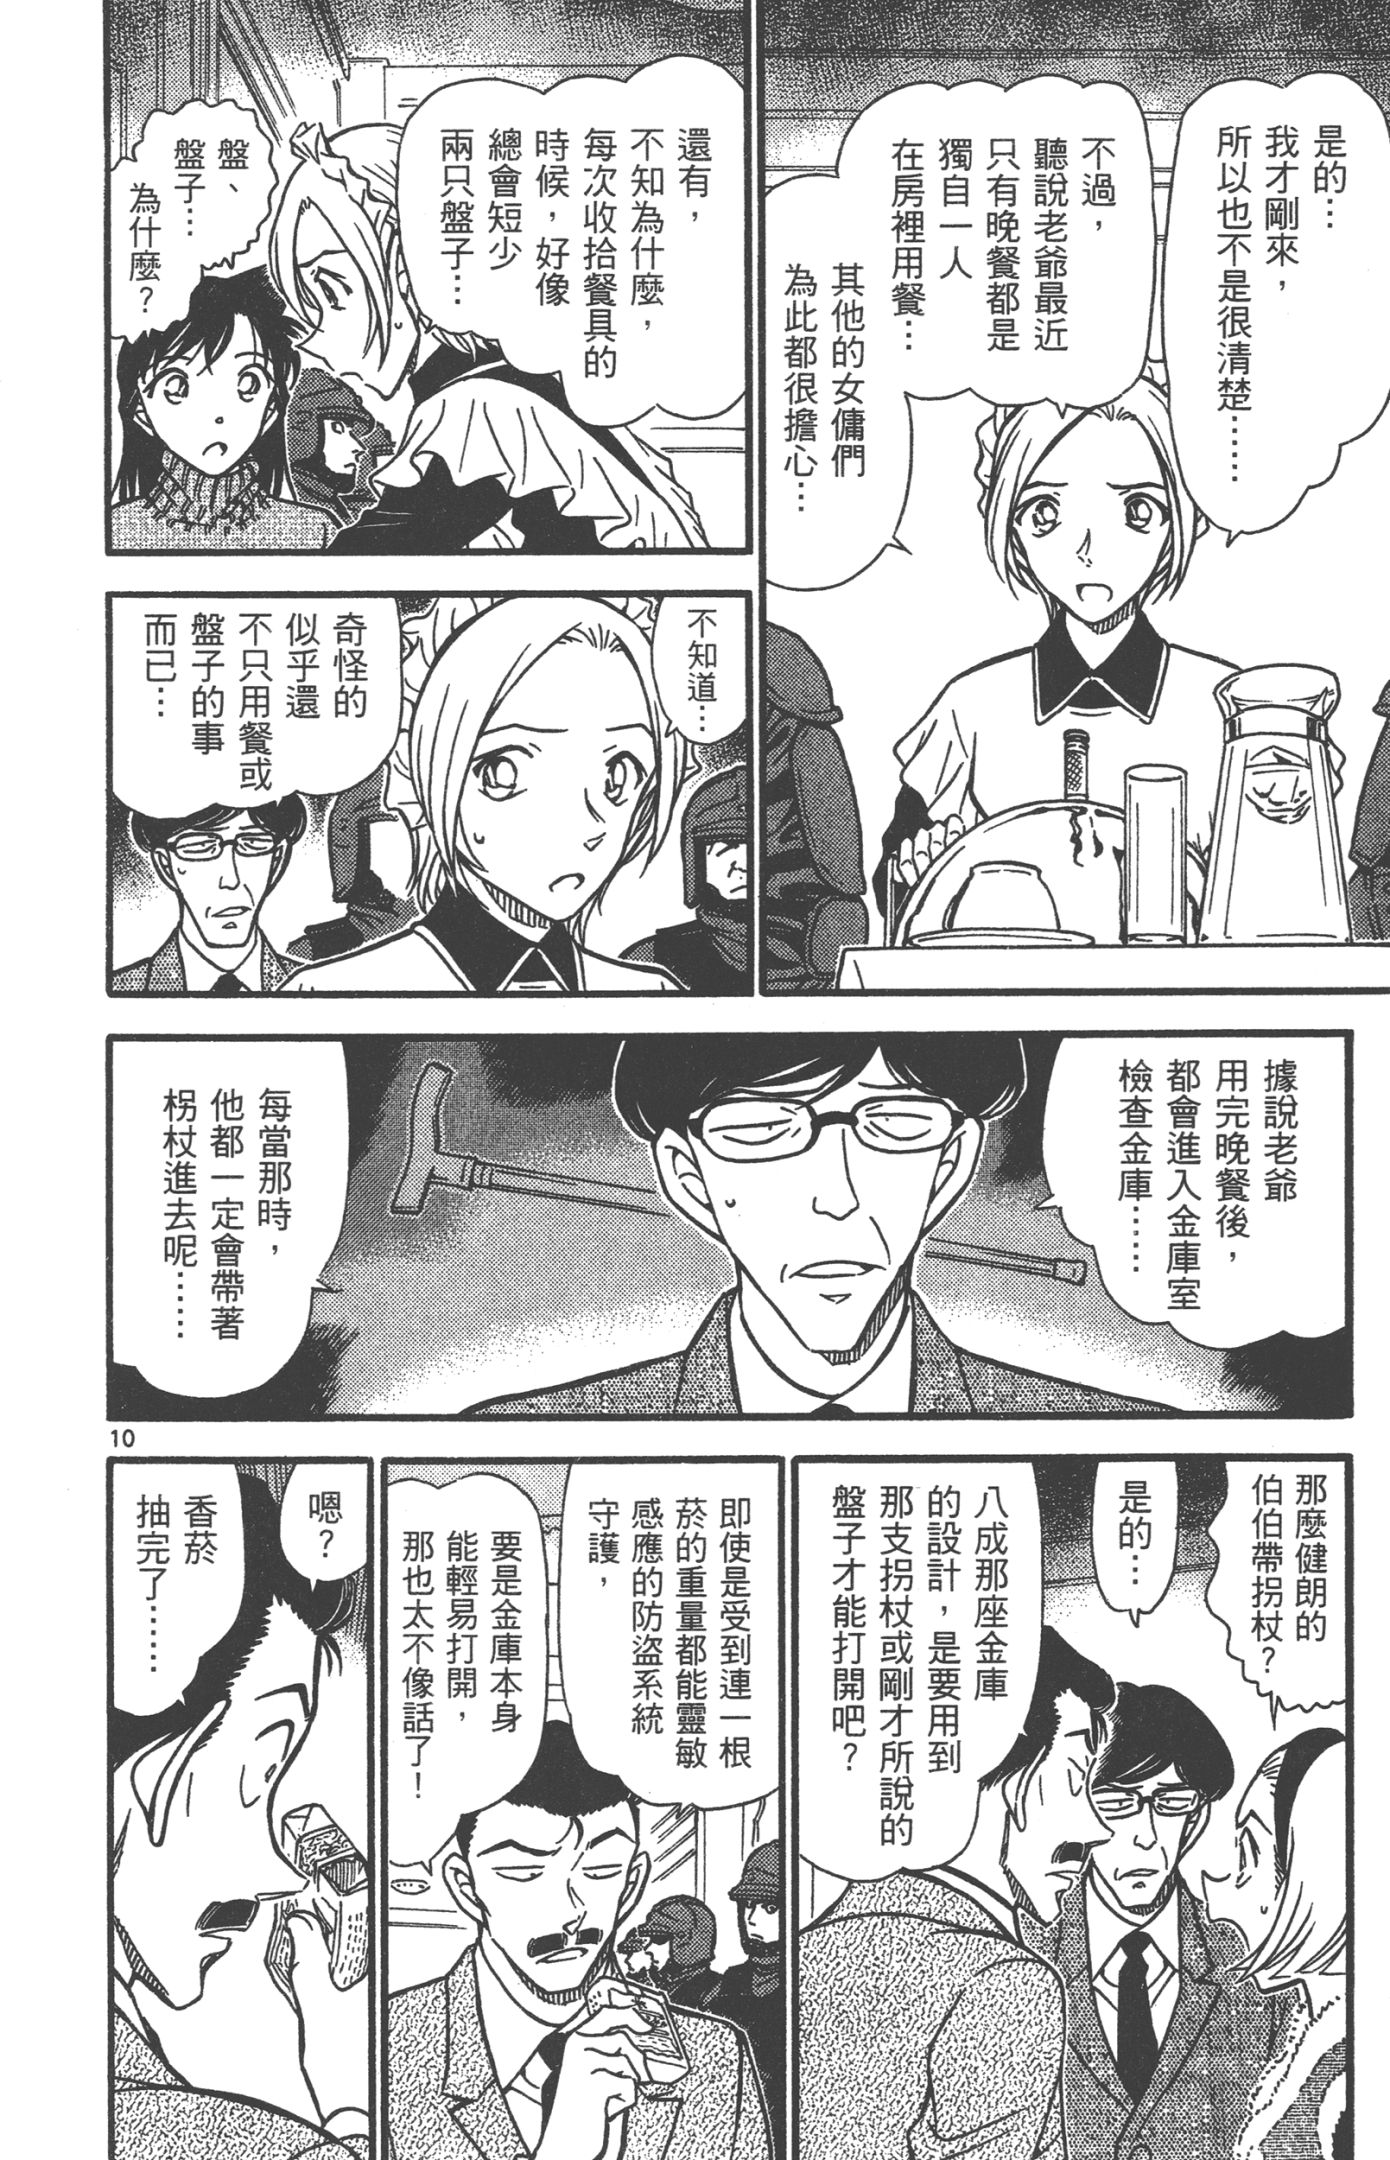 是的…
我才剛來，
所以也不是很清楚……
不過，
聽說老爺最近
只有晚餐都是
獨自一人
在房裡用餐…
其他的女傭們
為此都很擔心…
還有，
不知為什麼，
每次收拾餐具的
時候，好像
總會短少
兩只盤子…
盤、
盤子…
為什麼？
不知道…
奇怪的
似乎還
不只用餐或
盤子的事
而已…
據說老爺
用完晚餐後，
都會進入金庫室
檢查金庫……
每當那時，
他都一定會帶著
柺杖進去呢……
10
那麼健朗的
伯伯帶拐杖？
是的…
八成那座金庫
的設計，是要用到
那支拐杖或剛才所說的
盤子才能打開吧？
即使是受到連一根
菸的重量都能靈敏
感應的防盜系統
守護，
要是金庫本身
能輕易打開，
那也太不像話了！
嗯？
香菸
抽完了……